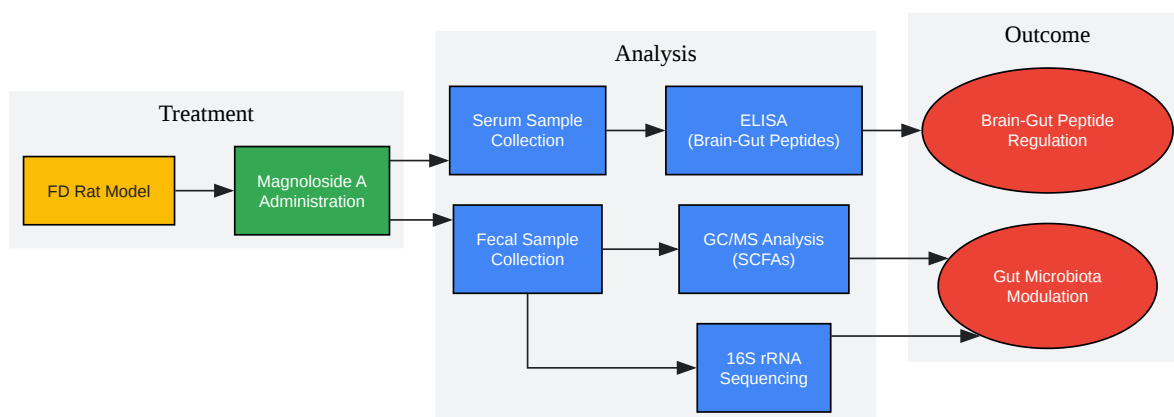 Treatment
FD Rat Model
Magnoloside A
Administration
Analysis
Serum Sample
Collection
ELISA
(Brain-Gut Peptides)
Fecal Sample
Collection
GC/MS Analysis
(SCFAs)
16S rRNA
Sequencing
Outcome
Brain-Gut Peptide
Regulation
Gut Microbiota
Modulation